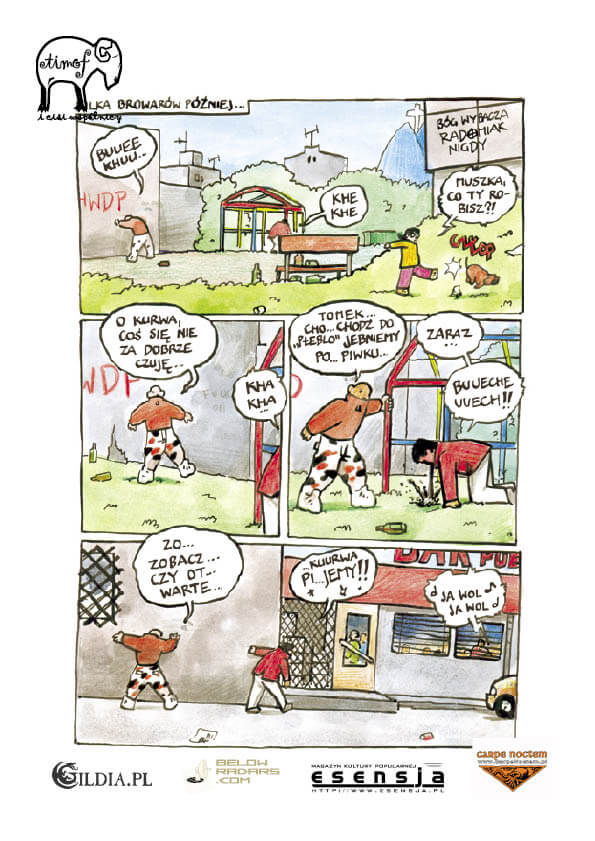 etimof
i cisi wspólnicy
LKA BROWARÓW PÓŹNIEJ...
BUUEE
KHUU...
HWDP
KHE
KHE
BÓG WYBACZA
RADOMIAK
NIGDY
MUSZKA,
CO TY RO-
BISZ?!
O KURWA,
COŚ SIĘ NIE
ZA DOBRZE
CZUJĘ...
WDP
KHA
KHA...
TOMEK...
CHO...CHODŹ DO
"PŁEBLO" JEBNIEMY
PO... PIWKU...
ZARAZ
...
BUUECHE
UUECH!!
ZO...
ZOBACZ...
CZY OT-
WARTE...
...KUURWA
PI...JEMY!!
BAR PUB
JA WOL
JA WOL
GILDIA.PL
BELOW
RADARS
.COM
MAGAZYN KULTURY POPULARNEJ
esensja
HTTP://WWW.ESENSJA.PL
carpe noctem